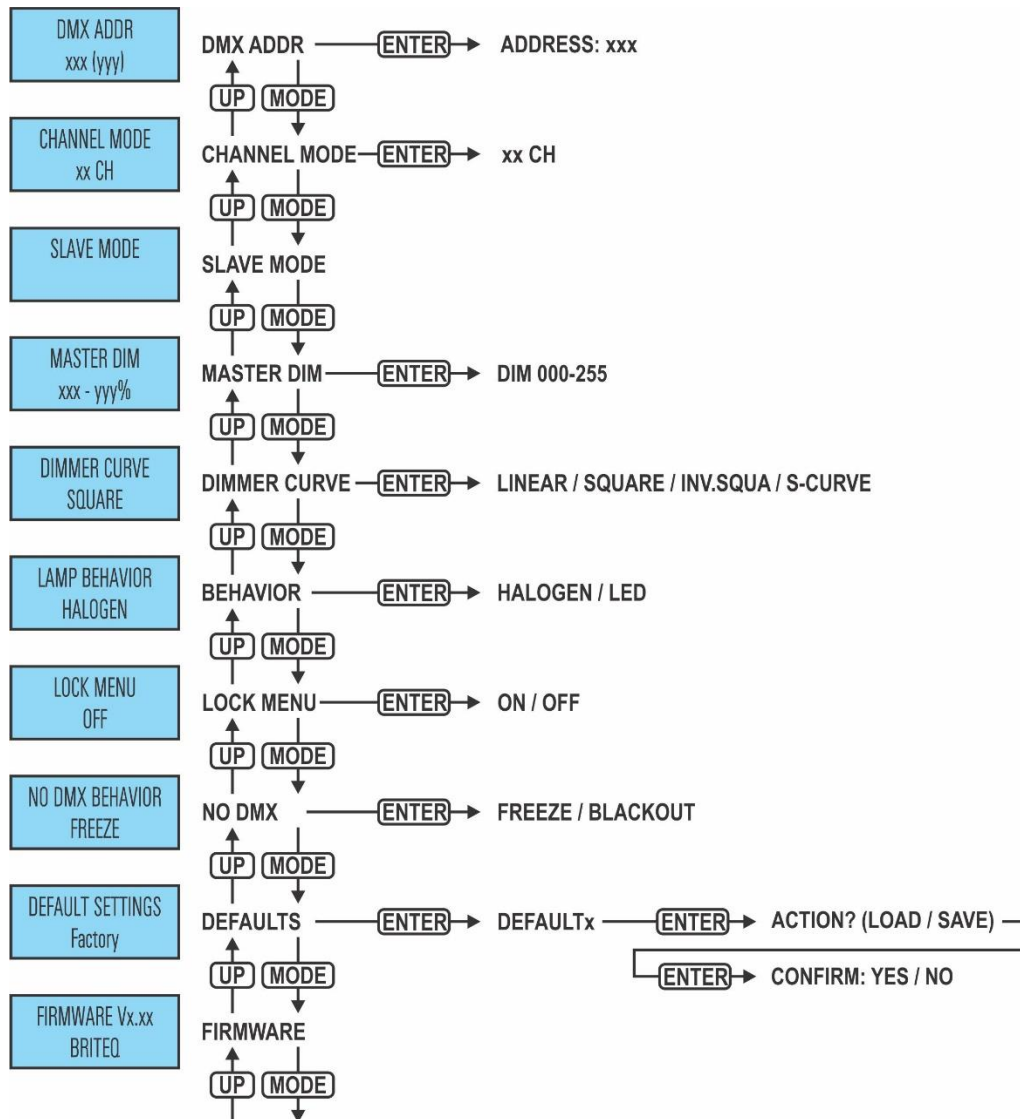 DMX ADDR
xxx (yyy)
DMX ADDR ENTER ADDRESS: xxx
UP MODE
CHANNEL MODE
xx CH
CHANNEL MODE ENTER xx CH
UP MODE
SLAVE MODE
SLAVE MODE
UP MODE
MASTER DIM
xxx - yyy%
MASTER DIM ENTER DIM 000-255
UP MODE
DIMMER CURVE
SQUARE
DIMMER CURVE ENTER LINEAR / SQUARE / INV.SQUA / S-CURVE
UP MODE
LAMP BEHAVIOR
HALOGEN
BEHAVIOR ENTER HALOGEN / LED
UP MODE
LOCK MENU
OFF
LOCK MENU ENTER ON / OFF
UP MODE
NO DMX BEHAVIOR
FREEZE
NO DMX ENTER FREEZE / BLACKOUT
UP MODE
DEFAULT SETTINGS
Factory
DEFAULTS ENTER DEFAULTx ENTER ACTION? (LOAD / SAVE)
ENTER CONFIRM: YES / NO
UP MODE
FIRMWARE Vx.xx
BRITEQ
FIRMWARE
UP MODE